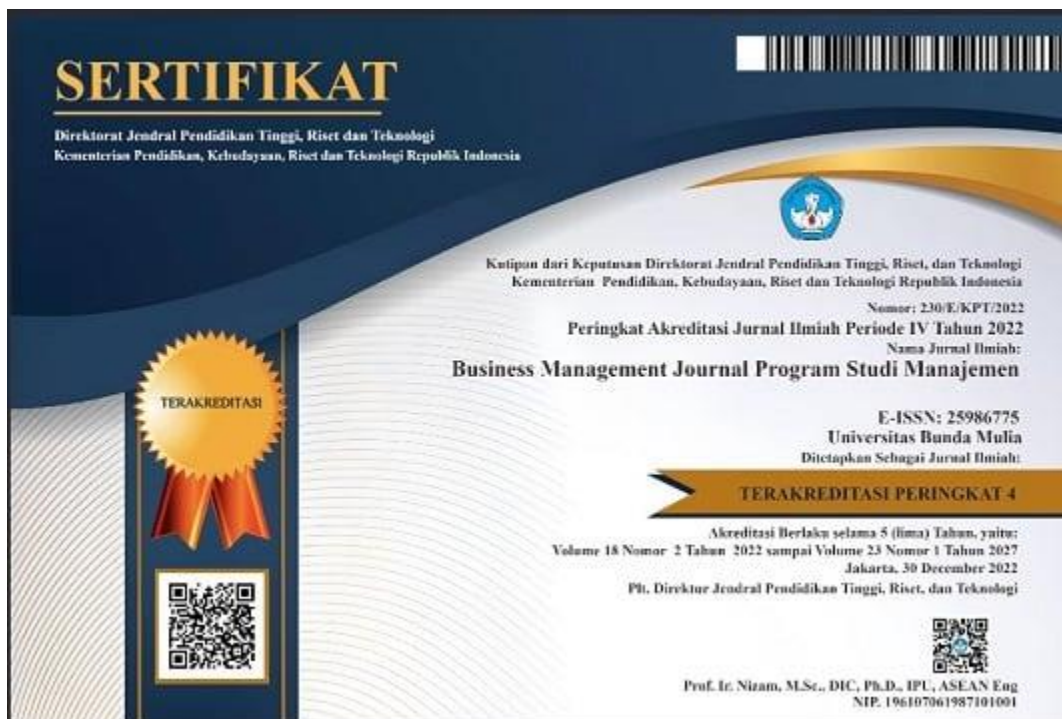 SERTIFIKAT
Direktorat Jendral Pendidikan Tinggi, Riset dan Teknologi
Kementerian Pendidikan, Kebudayaan, Riset dan Teknologi Republik Indonesia
Kutipan dari Keputusan Direktorat Jendral Pendidikan Tinggi, Riset, dan Teknologi
Kementerian Pendidikan, Kebudayaan, Riset dan Teknologi Republik Indonesia
Nomor: 230/E/KPT/2022
Peringkat Akreditasi Jurnal Ilmiah Periode IV Tahun 2022
Nama Jurnal Ilmiah:
Business Management Journal Program Studi Manajemen
E-ISSN: 25986775
Universitas Bunda Mulia
Ditetapkan Sebagai Jurnal Ilmiah:
TERAKREDITASI PERINGKAT 4
TERAKREDITASI
Akreditasi Berlaku selama 5 (lima) Tahun, yaitu:
Volume 18 Nomor 2 Tahun 2022 sampai Volume 23 Nomor 1 Tahun 2027
Jakarta, 30 December 2022
Plt. Direktur Jendral Pendidikan Tinggi, Riset, dan Teknologi
Prof. Ir. Nizam, M.Sc., DIC, Ph.D., IPU, ASEAN Eng
NIP. 196107061987101001